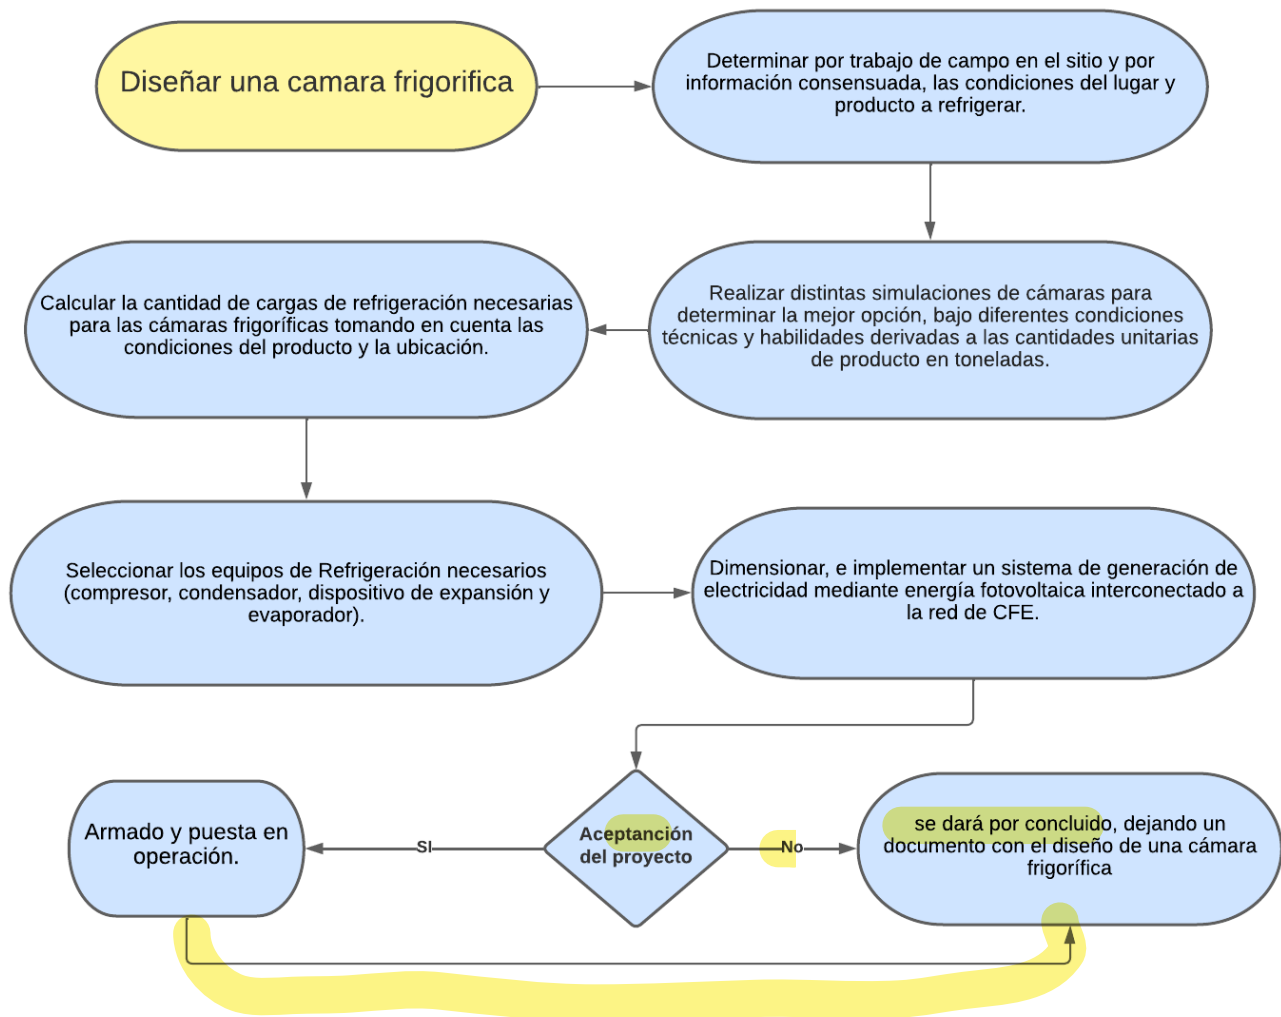 Diseñar una camara frigorifica
Determinar por trabajo de campo en el sitio y por
información consensuada, las condiciones del lugar y
producto a refrigerar.
Realizar distintas simulaciones de cámaras para
determinar la mejor opción, bajo diferentes condiciones
técnicas y habilidades derivadas a las cantidades unitarias
de producto en toneladas.
Calcular la cantidad de cargas de refrigeración necesarias
para las cámaras frigoríficas tomando en cuenta las
condiciones del producto y la ubicación.
Seleccionar los equipos de Refrigeración necesarios
(compresor, condensador, dispositivo de expansión y
evaporador).
Dimensionar, e implementar un sistema de generación de
electricidad mediante energía fotovoltaica interconectado a
la red de CFE.
Aceptanción
del proyecto
SI
Armado y puesta en
operación.
No
se dará por concluido, dejando un
documento con el diseño de una cámara
frigorífica